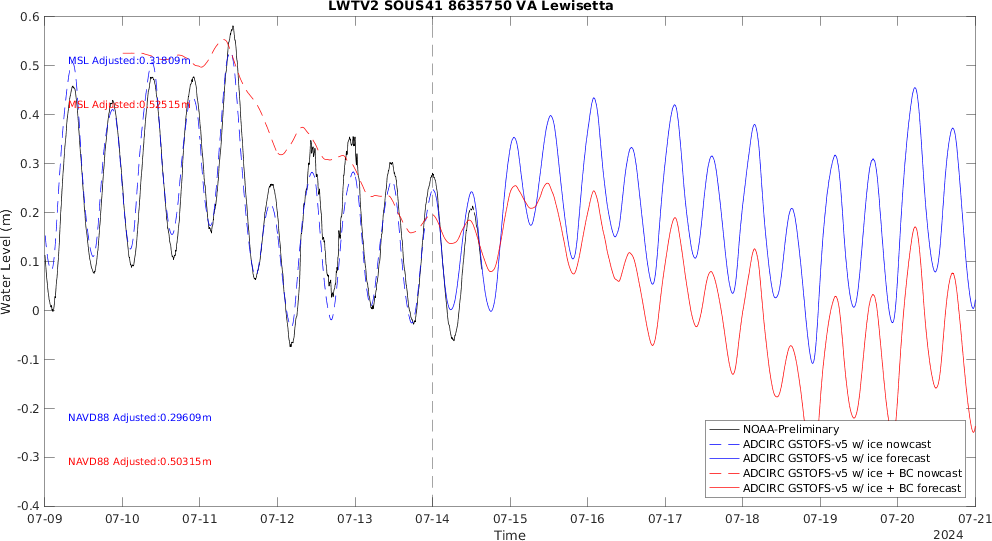 LWTV2 SOUS41 8635750 VA Lewisetta
0.6
0.5
0.4
0.3
0.2
0.1
0
-0.1
-0.2
-0.3
-0.4
Water Level (m)
MSL Adjusted:0.31809m
MSL Adjusted:0.52515m
NAVD88 Adjusted:0.29609m
NAVD88 Adjusted:0.50315m
NOAA-Preliminary
ADCIRC GSTOFS-v5 w/ ice nowcast
ADCIRC GSTOFS-v5 w/ ice forecast
ADCIRC GSTOFS-v5 w/ ice + BC nowcast
ADCIRC GSTOFS-v5 w/ ice + BC forecast
07-09 07-10 07-11 07-12 07-13 07-14 07-15 07-16 07-17 07-18 07-19 07-20 07-21
Time
2024